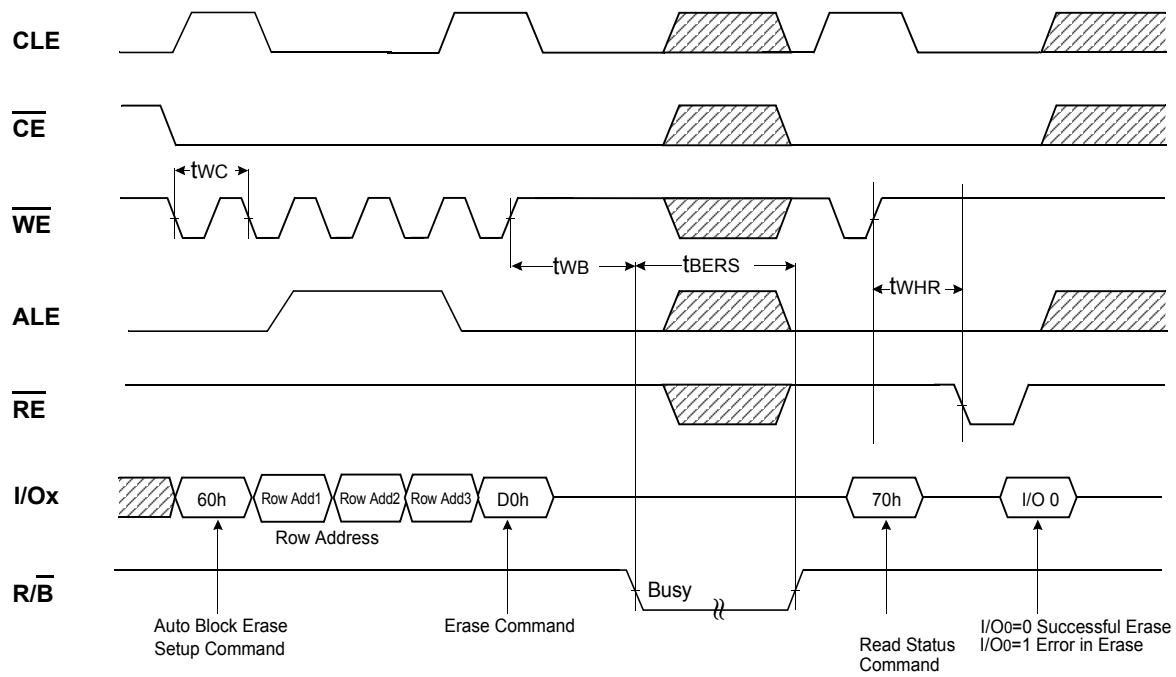 CLE
CE
tWC
WE
tWB
tBERS
tWHR
ALE
RE
I/Ox
60h
Row Add1
Row Add2
Row Add3
D0h
70h
I/O 0
Row Address
R/B
Busy
Auto Block Erase
Setup Command
Erase Command
Read Status
Command
I/O0=0 Successful Erase
I/O0=1 Error in Erase